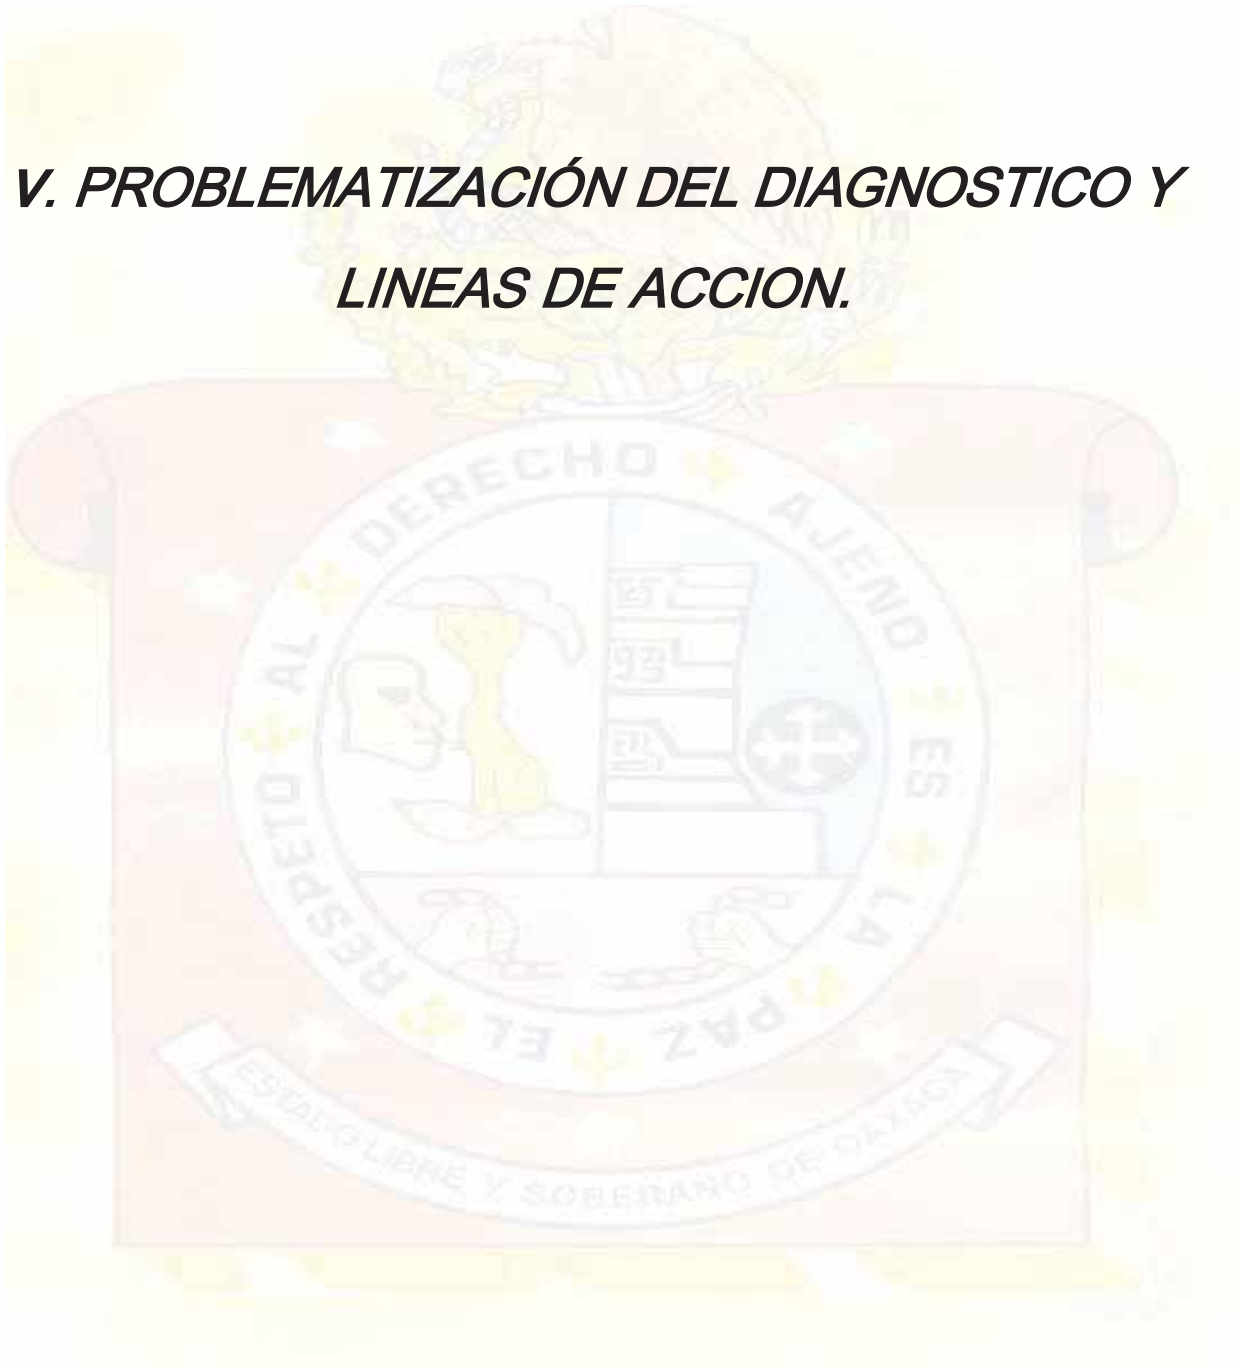 V. PROBLEMATIZACIÓN DEL DIAGNOSTICO Y
LINEAS DE ACCION.
EL RESPETO AL DERECHO AJENO ES LA PAZ
ESTADO LIBRE Y SOBERANO DE OAXACA